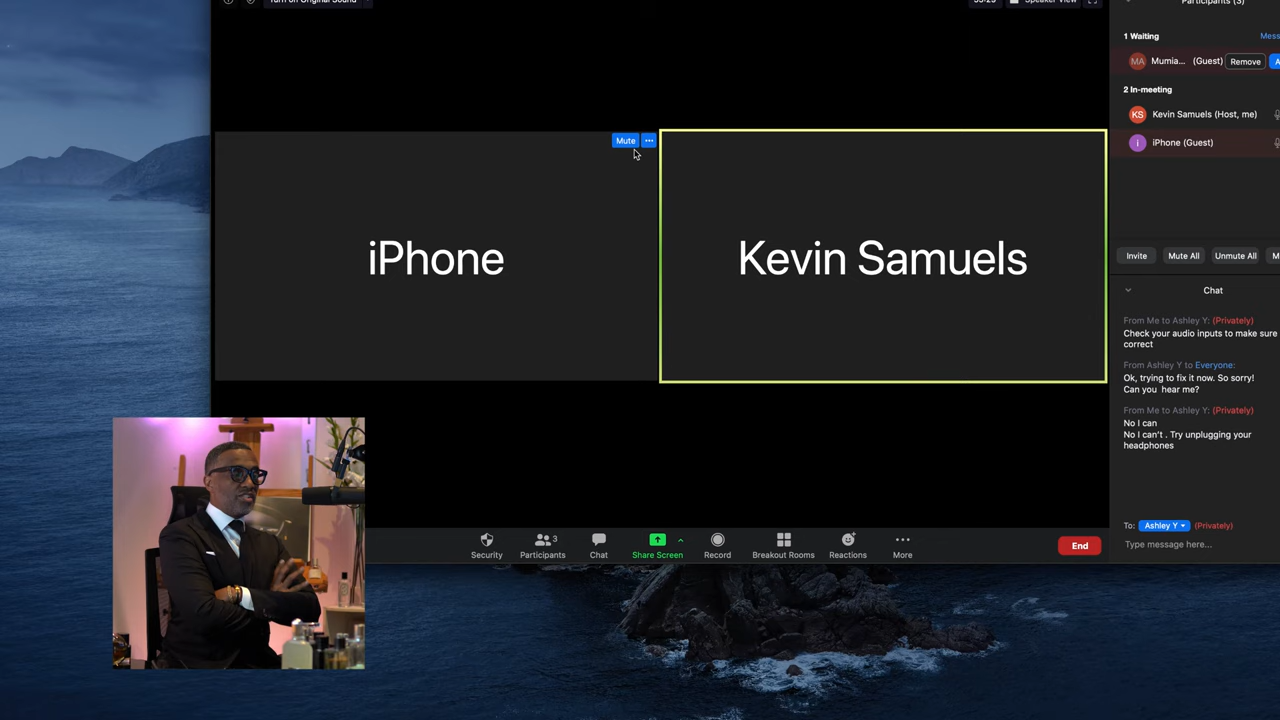 Turn on Original Sound
Speaker View
Participants (3)
1 Waiting
Mess
MA
Mumia... (Guest)
Remove
A
2 In-meeting
KS
Kevin Samuels (Host, me)
i
iPhone (Guest)
Mute
...
iPhone
Kevin Samuels
Invite
Mute All
Unmute All
M
Chat
From Me to Ashley Y: (Privately)
Check your audio inputs to make sure
correct
From Ashley Y to Everyone:
Ok, trying to fix it now. So sorry!
Can you hear me?
From Me to Ashley Y: (Privately)
No I can
No I can't . Try unplugging your
headphones
To: Ashley Y (Privately)
Type message here...
3
Security
Participants
Chat
Share Screen
Record
Breakout Rooms
Reactions
More
End